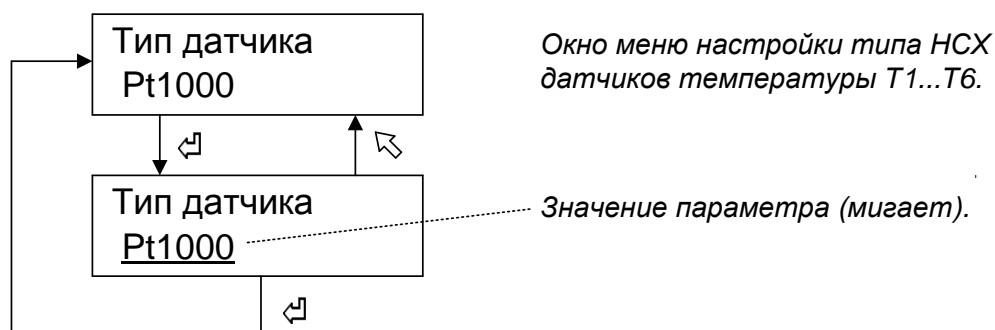 Тип датчика
Pt1000
Окно меню настройки типа НСХ
датчиков температуры Т1...Т6.
Тип датчика
Pt1000
Значение параметра (мигает).